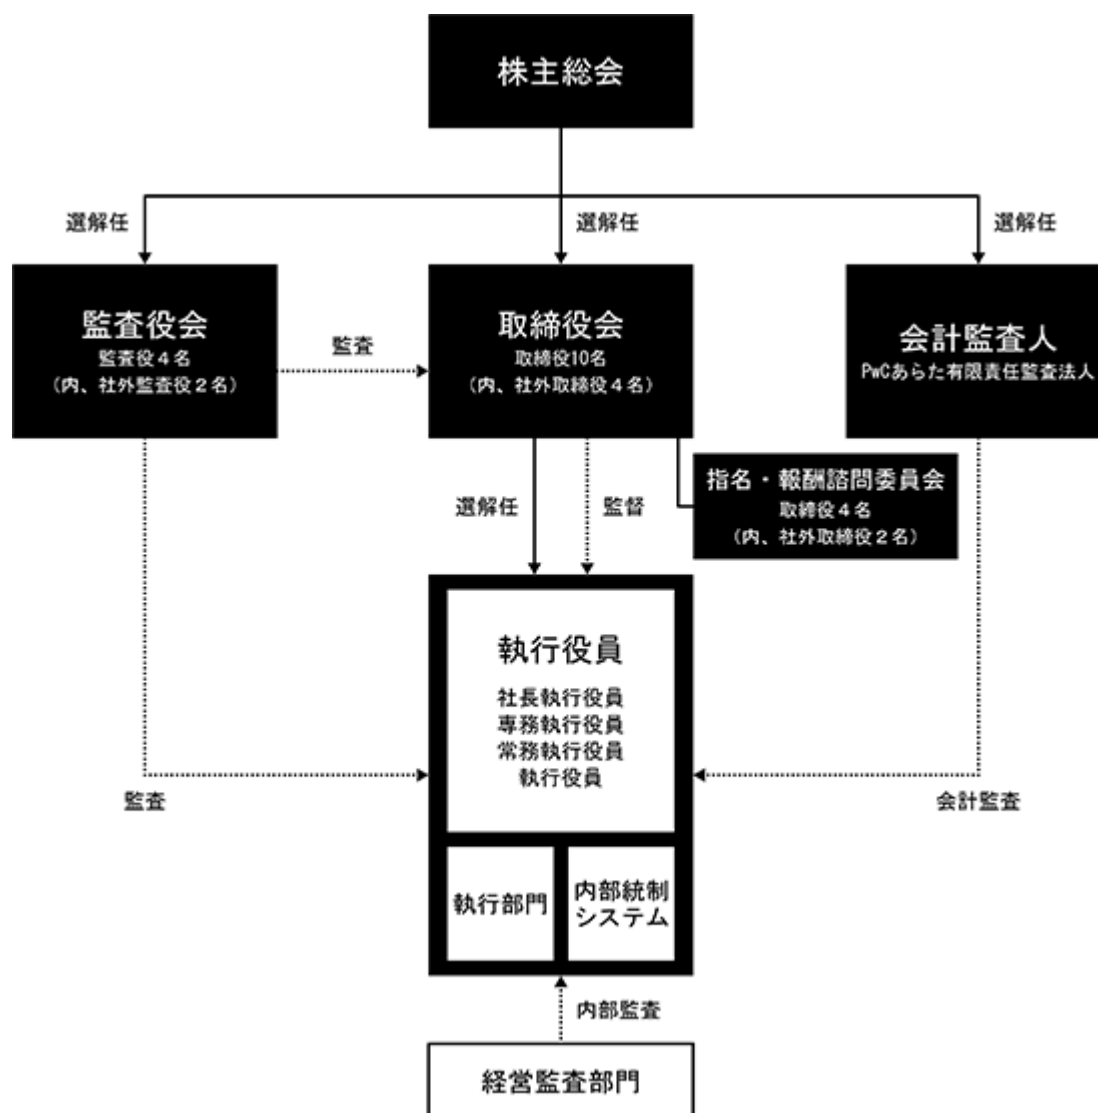 株主総会
選解任
選解任
選解任
監査役会
監査役4名
(内、社外監査役2名)
監査
取締役会
取締役10名
(内、社外取締役4名)
会計監査人
PwCあらた有限責任監査法人
選解任
監督
指名・報酬諮問委員会
取締役4名
(内、社外取締役2名)
執行役員
社長執行役員
専務執行役員
常務執行役員
執行役員
監査
会計監査
執行部門
内部統制
システム
内部監査
経営監査部門